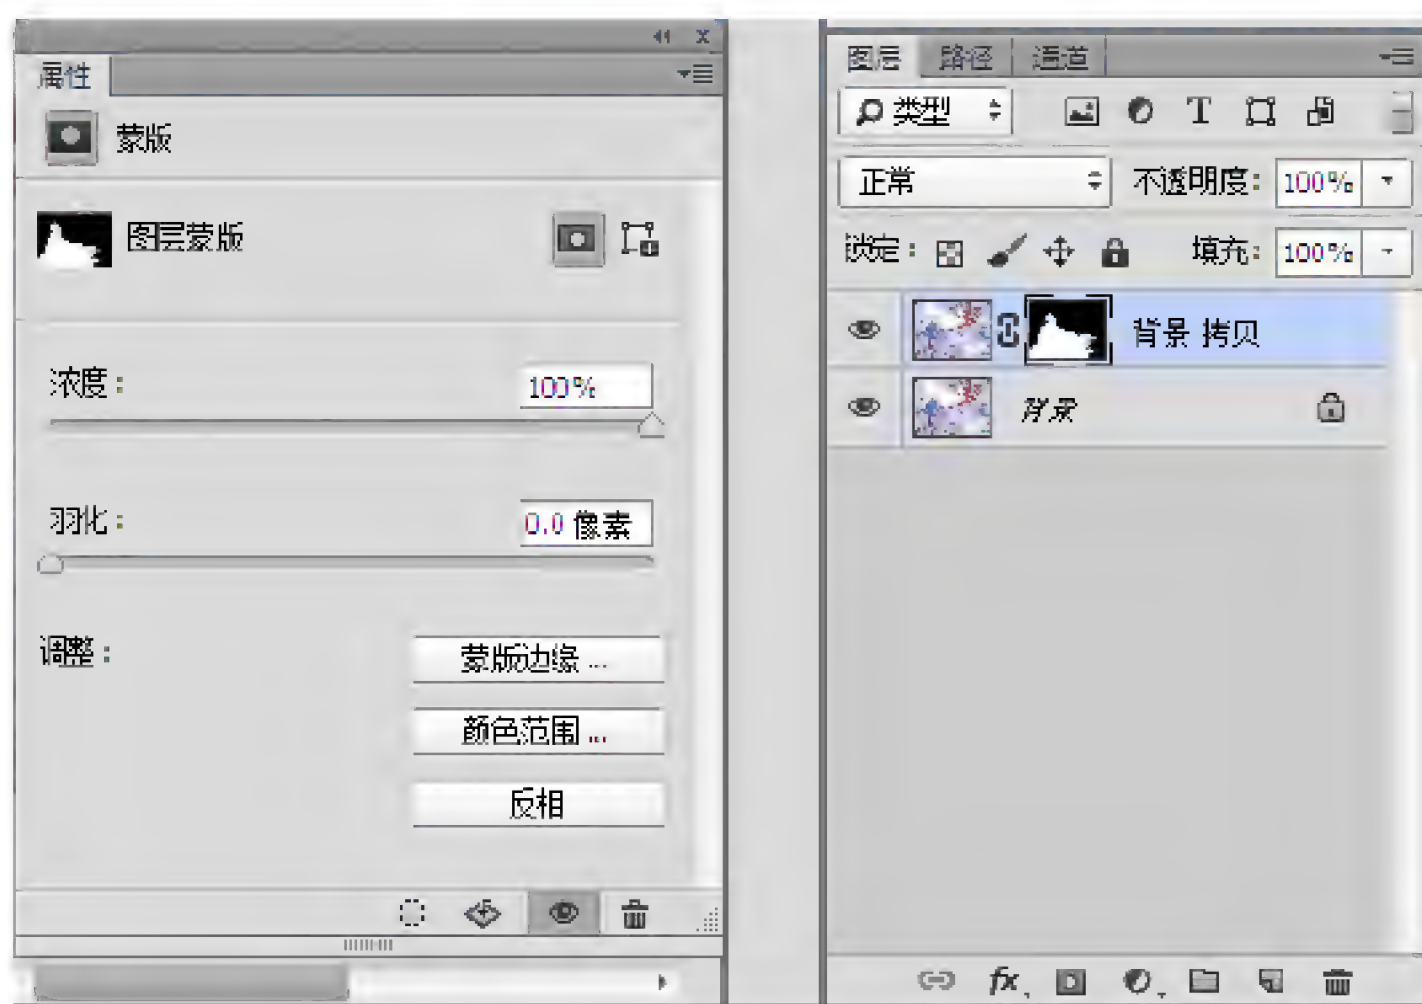 属性
蒙版
图层蒙版
浓度：
100%
羽化：
0.0 像素
调整：
蒙版边缘 ...
颜色范围 ...
反相
图层 路径 通道
类型 T
正常 不透明度： 100%
锁定： 填充： 100%
背景 拷贝
背景
fx.